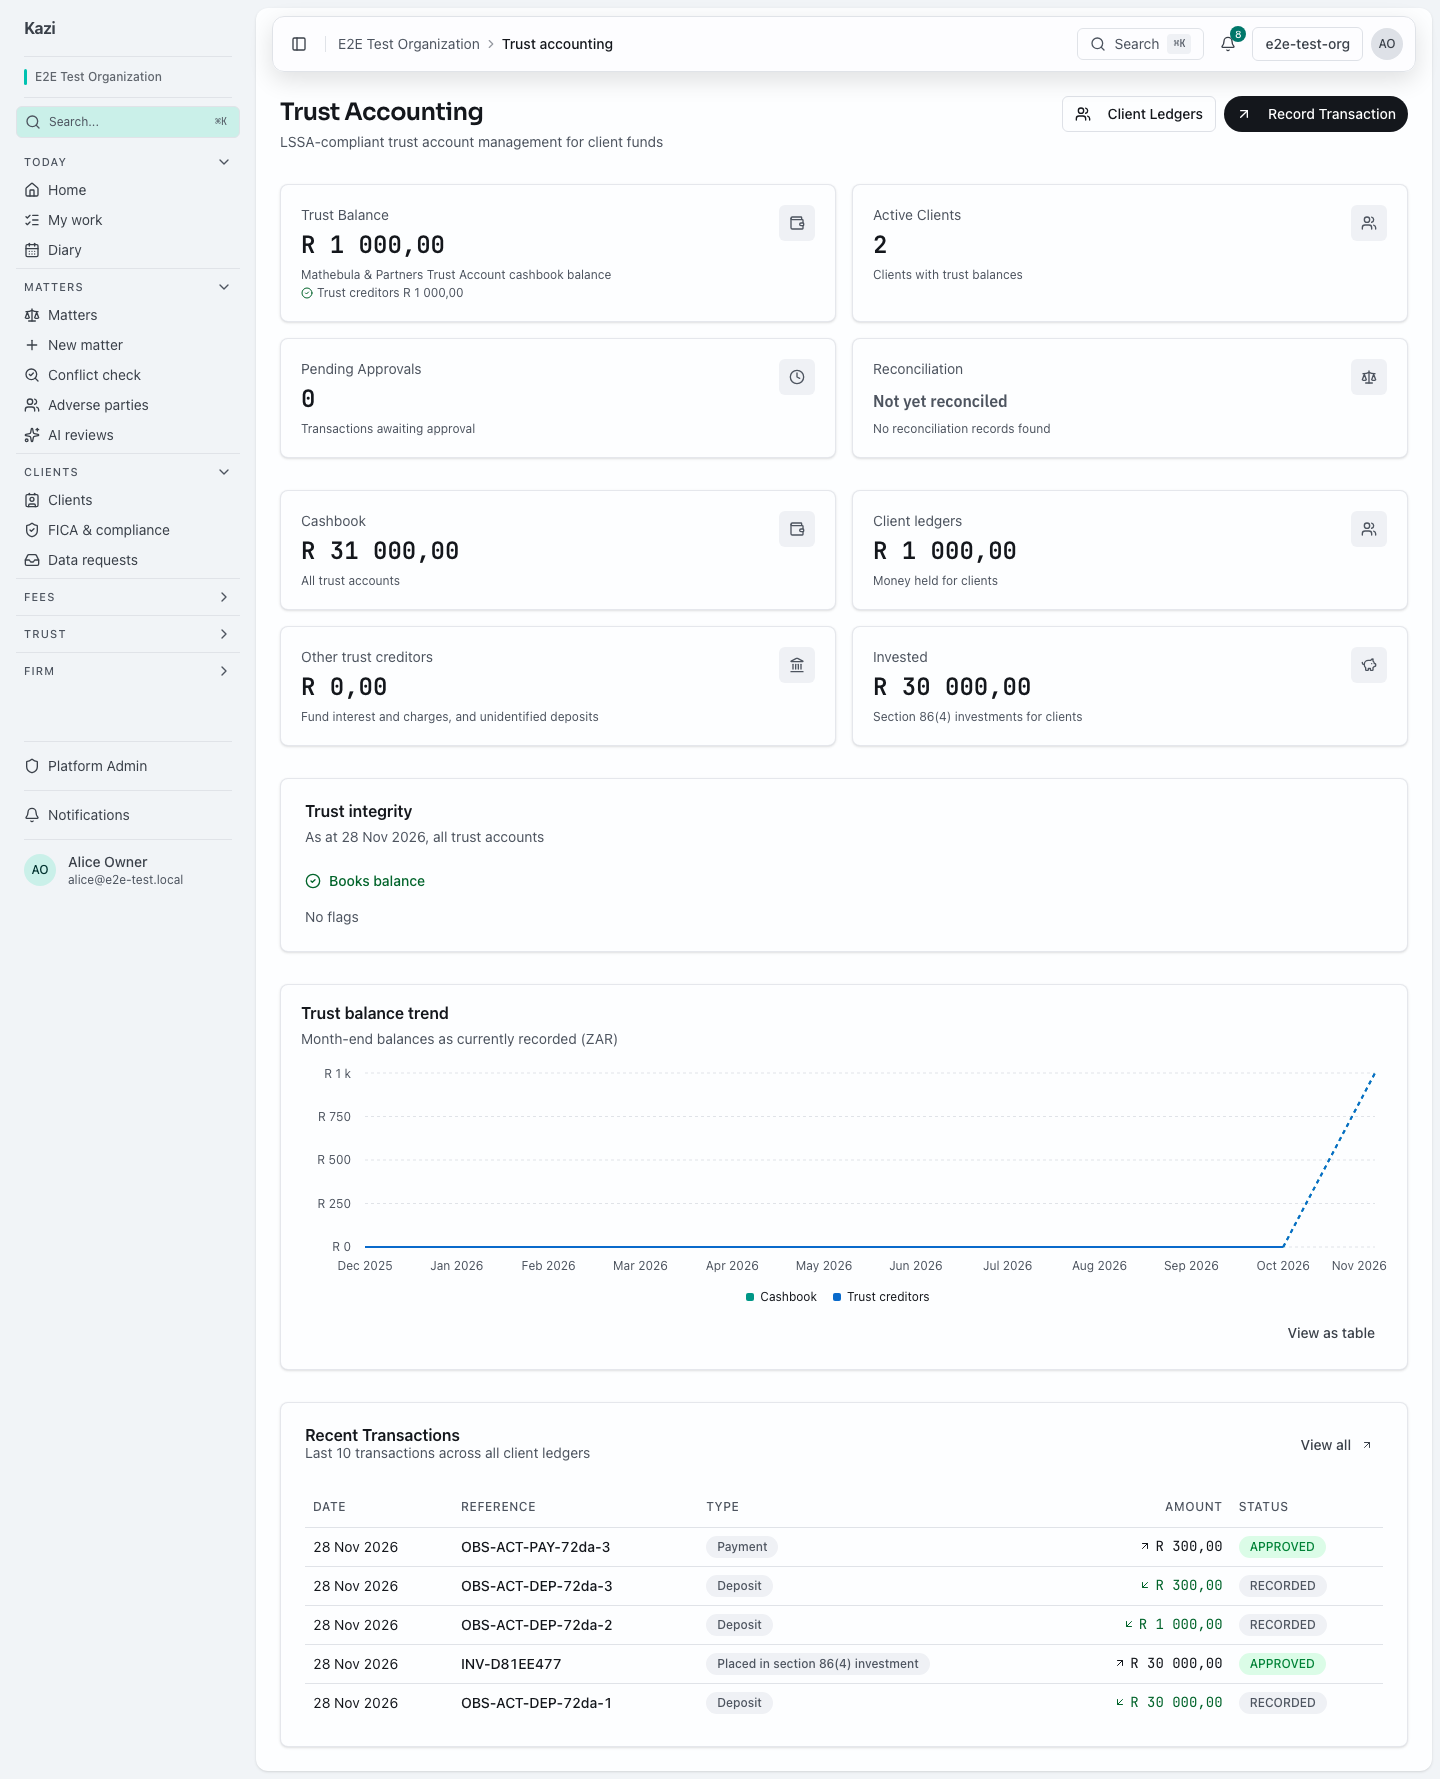 Kazi
E2E Test Organization
Search... ⌘K
TODAY
Home
My work
Diary
MATTERS
Matters
New matter
Conflict check
Adverse parties
AI reviews
CLIENTS
Clients
FICA & compliance
Data requests
FEES
TRUST
FIRM
Platform Admin
Notifications
AO
Alice Owner
alice@e2e-test.local
E2E Test Organization > Trust accounting
Search ⌘K
8
e2e-test-org
AO
Trust Accounting
LSSA-compliant trust account management for client funds
Client Ledgers
Record Transaction
Trust Balance
R 1 000,00
Mathebula & Partners Trust Account cashbook balance
Trust creditors R 1 000,00
Active Clients
2
Clients with trust balances
Pending Approvals
0
Transactions awaiting approval
Reconciliation
Not yet reconciled
No reconciliation records found
Cashbook
R 31 000,00
All trust accounts
Client ledgers
R 1 000,00
Money held for clients
Other trust creditors
R 0,00
Fund interest and charges, and unidentified deposits
Invested
R 30 000,00
Section 86(4) investments for clients
Trust integrity
As at 28 Nov 2026, all trust accounts
Books balance
No flags
Trust balance trend
Month-end balances as currently recorded (ZAR)
R 1 k
R 750
R 500
R 250
R 0
Dec 2025 Jan 2026 Feb 2026 Mar 2026 Apr 2026 May 2026 Jun 2026 Jul 2026 Aug 2026 Sep 2026 Oct 2026 Nov 2026
Cashbook Trust creditors
View as table
Recent Transactions
Last 10 transactions across all client ledgers
View all
DATE REFERENCE TYPE AMOUNT STATUS
28 Nov 2026 OBS-ACT-PAY-72da-3 Payment R 300,00 APPROVED
28 Nov 2026 OBS-ACT-DEP-72da-3 Deposit R 300,00 RECORDED
28 Nov 2026 OBS-ACT-DEP-72da-2 Deposit R 1 000,00 RECORDED
28 Nov 2026 INV-D81EE477 Placed in section 86(4) investment R 30 000,00 APPROVED
28 Nov 2026 OBS-ACT-DEP-72da-1 Deposit R 30 000,00 RECORDED